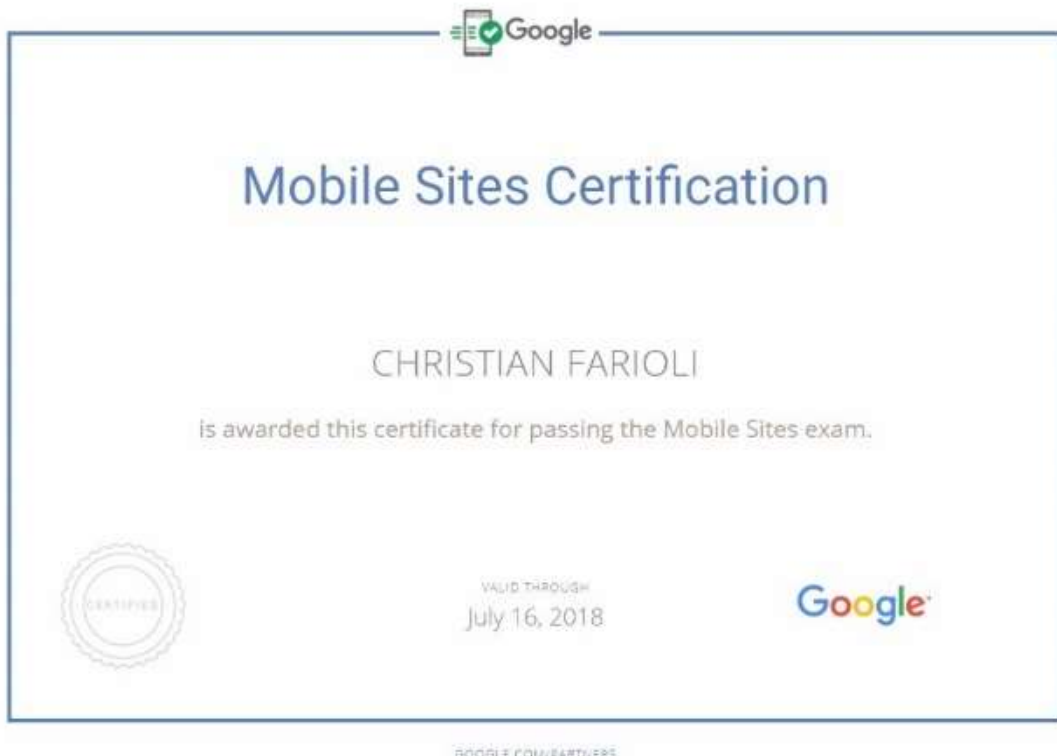 Google
Mobile Sites Certification
CHRISTIAN FARIOLI
is awarded this certificate for passing the Mobile Sites exam.
CERTIFIED
VALID THROUGH
July 16, 2018
Google
GOOGLE.COM/PARTNERS